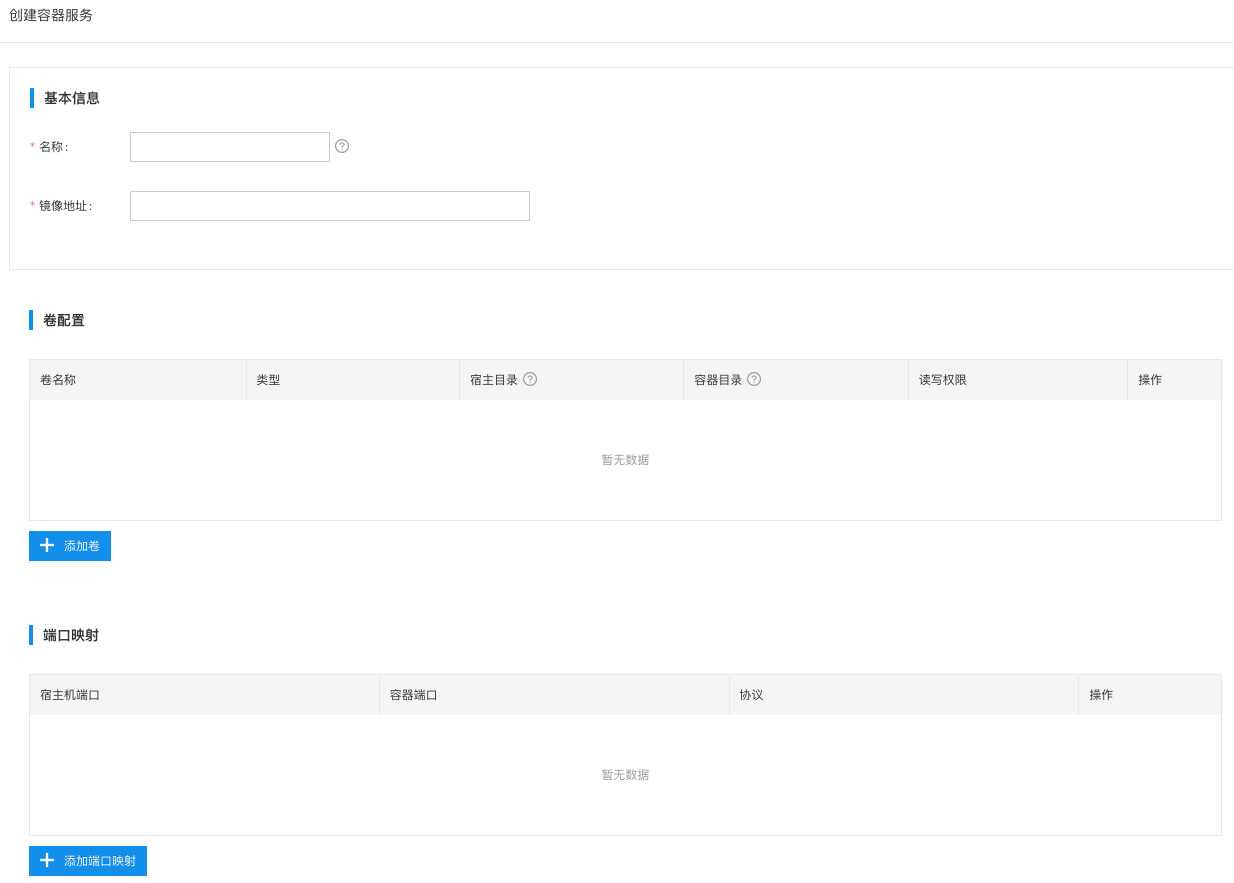 创建容器服务
基本信息
* 名称: ?
* 镜像地址:
卷配置
卷名称 类型 宿主目录 ? 容器目录 ? 读写权限 操作
暂无数据
+ 添加卷
端口映射
宿主机端口 容器端口 协议 操作
暂无数据
+ 添加端口映射